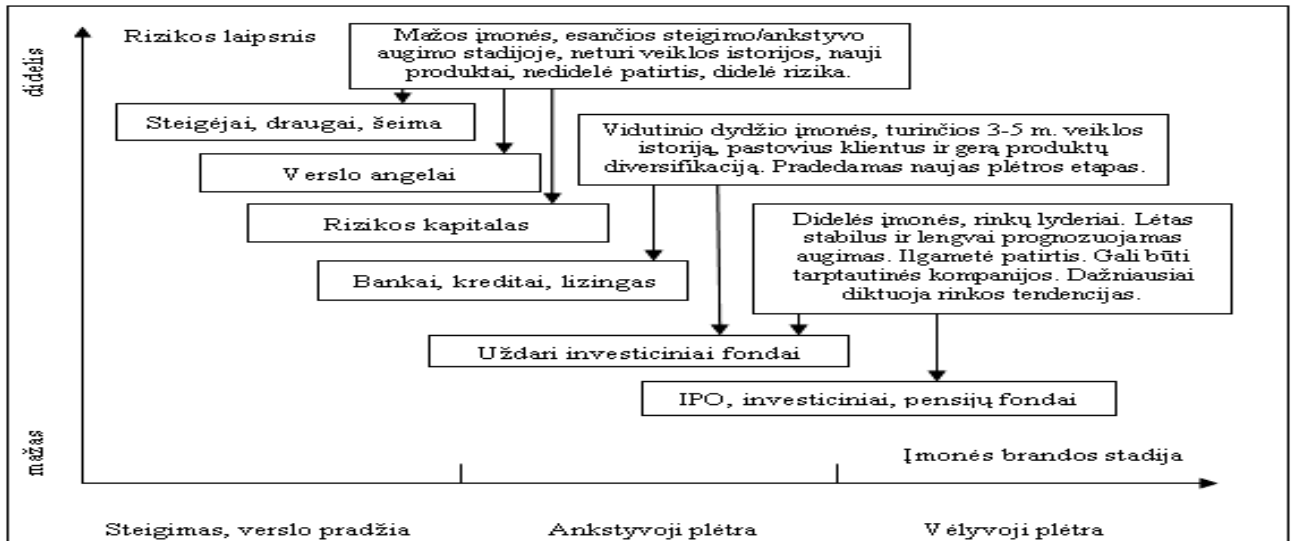 didelis
Rizikos laipsnis
Mažos įmonės, esančios steigimo/ankstyvo
augimo stadijoje, neturi veiklos istorijos, nauji
produktai, nedidelė patirtis, didelė rizika.
Steigėjai, draugai, šeima
Vidutinio dydžio įmonės, turinčios 3-5 m. veiklos
istoriją, pastovius klientus ir gerą produktų
diversifikaciją. Pradedamas naujas plėtros etapas.
Verslo angelai
Rizikos kapitalas
Didelės įmonės, rinkų lyderiai. Lėtas
stabilus ir lengvai prognozuojamas
augimas. Ilgametė patirtis. Gali būti
tarptautinės kompanijos. Dažniausiai
diktuoja rinkos tendencijas.
Bankai, kreditai, lizingas
Uždari investiciniai fondai
IPO, investiciniai, pensijų fondai
mažas
Įmonės brandos stadija
Steigimas, verslo pradžia
Ankstyvoji plėtra
Vėlyvoji plėtra